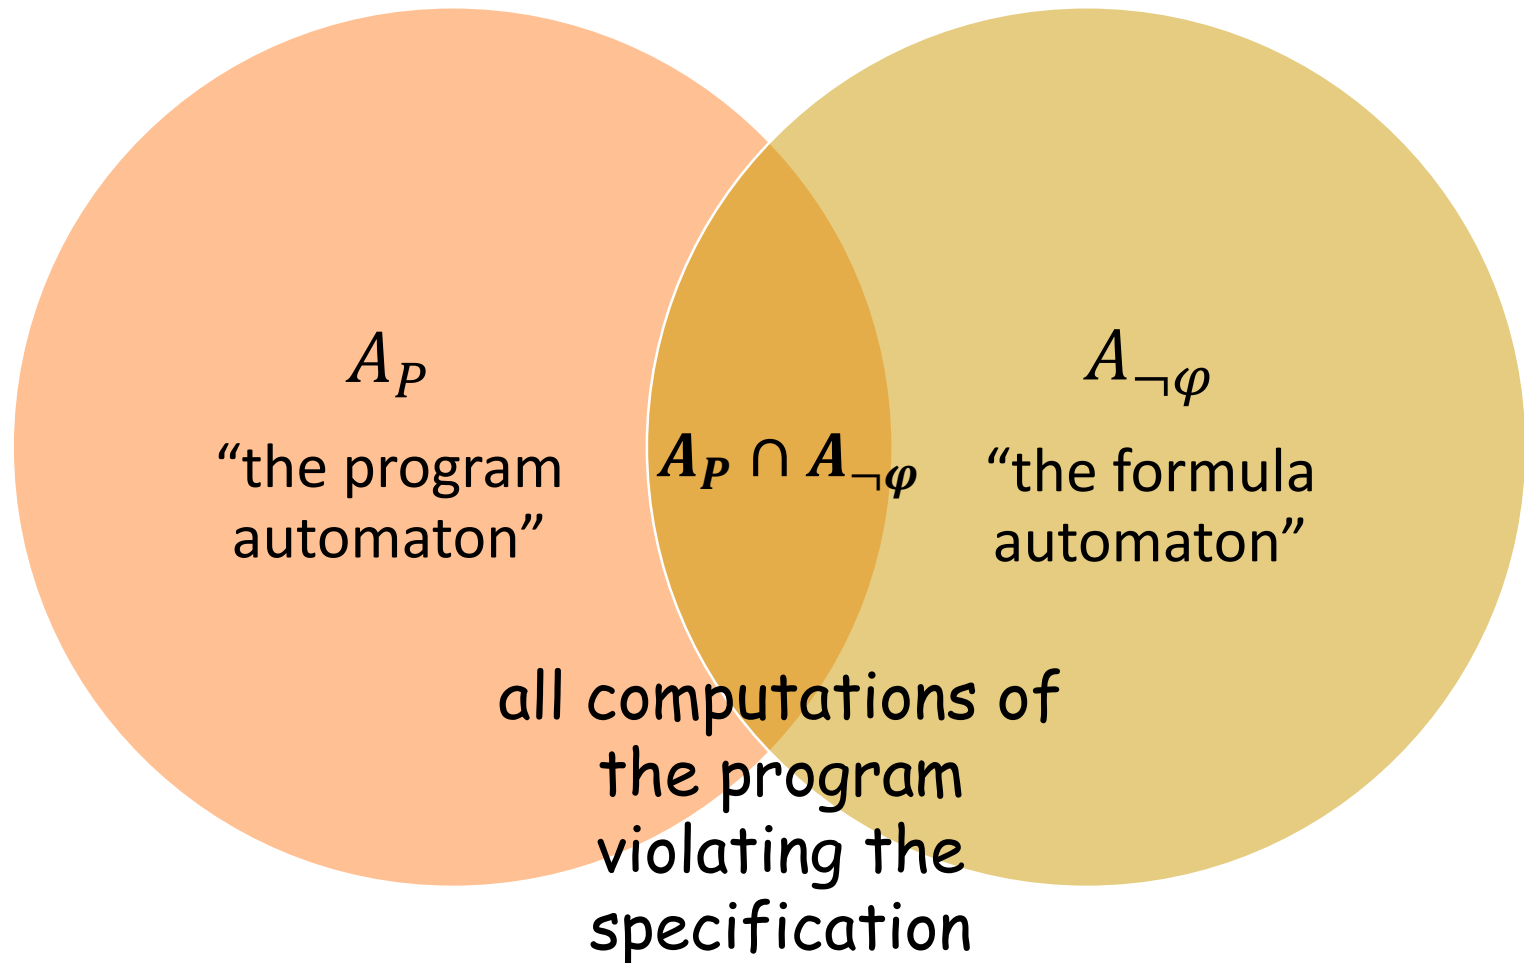 A_P
“the program
automaton”
A_P ∩ A_¬φ
A_¬φ
“the formula
automaton”
all computations of
the program
violating the
specification